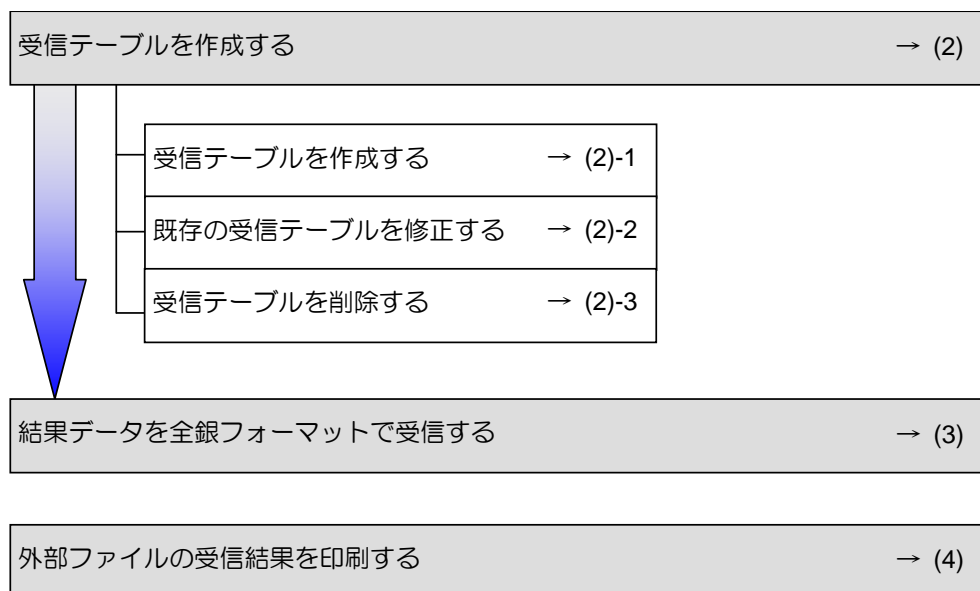 受信テーブルを作成する → (2)
受信テーブルを作成する → (2)-1
既存の受信テーブルを修正する → (2)-2
受信テーブルを削除する → (2)-3
結果データを全銀フォーマットで受信する → (3)
外部ファイルの受信結果を印刷する → (4)